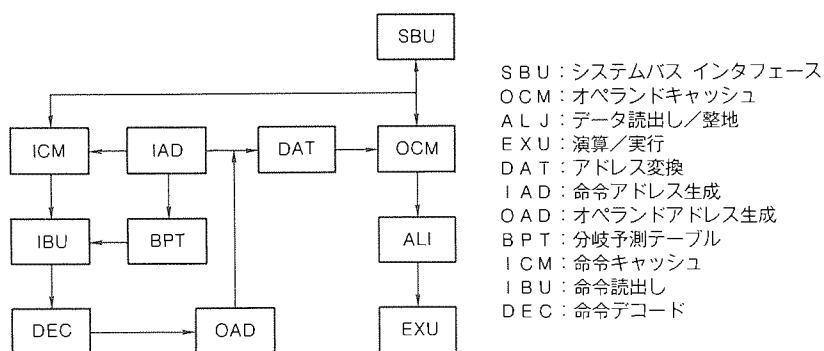 SBU
ICM
IAD
DAT
OCM
IBU
BPT
ALI
DEC
OAD
EXU
SBU：システムバス インタフェース
OCM：オペランドキャッシュ
ALJ：データ読出し／整地
EXU：演算／実行
DAT：アドレス変換
IAD：命令アドレス生成
OAD：オペランドアドレス生成
BPT：分岐予測テーブル
ICM：命令キャッシュ
IBU：命令読出し
DEC：命令デコード